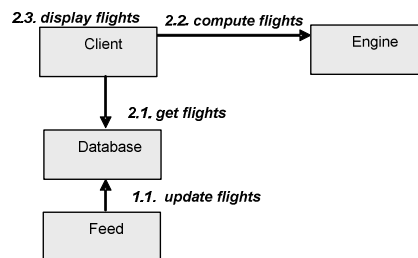 2.3. display flights
2.2. compute flights
Client
Engine
2.1. get flights
Database
1.1. update flights
Feed